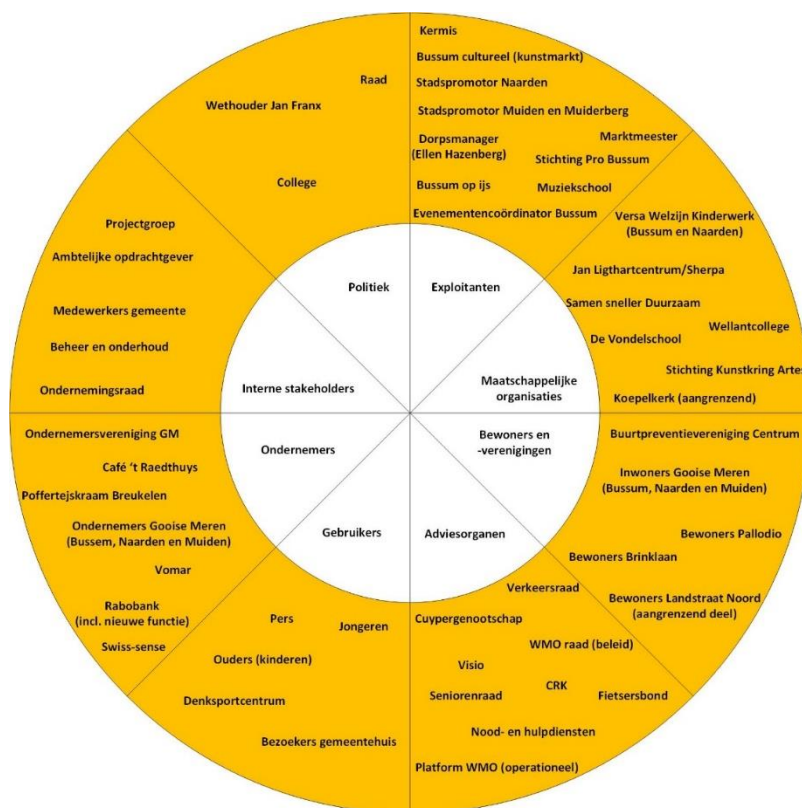 Kermis
Bussum cultureel (kunstmarkt)
Stadspromotor Naarden
Stadspromotor Muiden en Muiderberg
Marktmeester
Dorpsmanager
(Ellen Hazenberg)
Stichting Pro Bussum
Bussum op ijs
Muziekschool
Evenementencoördinator Bussum
Exploitanten
Versa Welzijn Kinderwerk
(Bussum en Naarden)
Jan Ligthartcentrum/Sherpa
Samen sneller Duurzaam
Wellantcollege
De Vondelschool
Stichting Kunstkring Artes
Koepelkerk (aangrenzend)
Maatschappelijke
organisaties
Bewoners en
-verenigingen
Buurtpreventievereniging Centrum
Inwoners Gooise Meren
(Bussum, Naarden en Muiden)
Bewoners Pallodio
Bewoners Brinklaan
Bewoners Landstraat Noord
(aangrenzend deel)
Adviesorganen
Verkeersraad
Cuypergenootschap
WMO raad (beleid)
Visio
CRK
Seniorenraad
Fietsersbond
Nood- en hulpdiensten
Platform WMO (operationeel)
Gebruikers
Pers
Jongeren
Ouders (kinderen)
Denksportcentrum
Bezoekers gemeentehuis
Ondernemers
Ondernemersvereniging GM
Café ‘t Raedthuys
Poffertejskraam Breukelen
Ondernemers Gooise Meren
(Bussem, Naarden en Muiden)
Vomar
Rabobank
(incl. nieuwe functie)
Swiss-sense
Interne stakeholders
Projectgroep
Ambtelijke opdrachtgever
Medewerkers gemeente
Beheer en onderhoud
Ondernemingsraad
Politiek
Raad
Wethouder Jan Franx
College